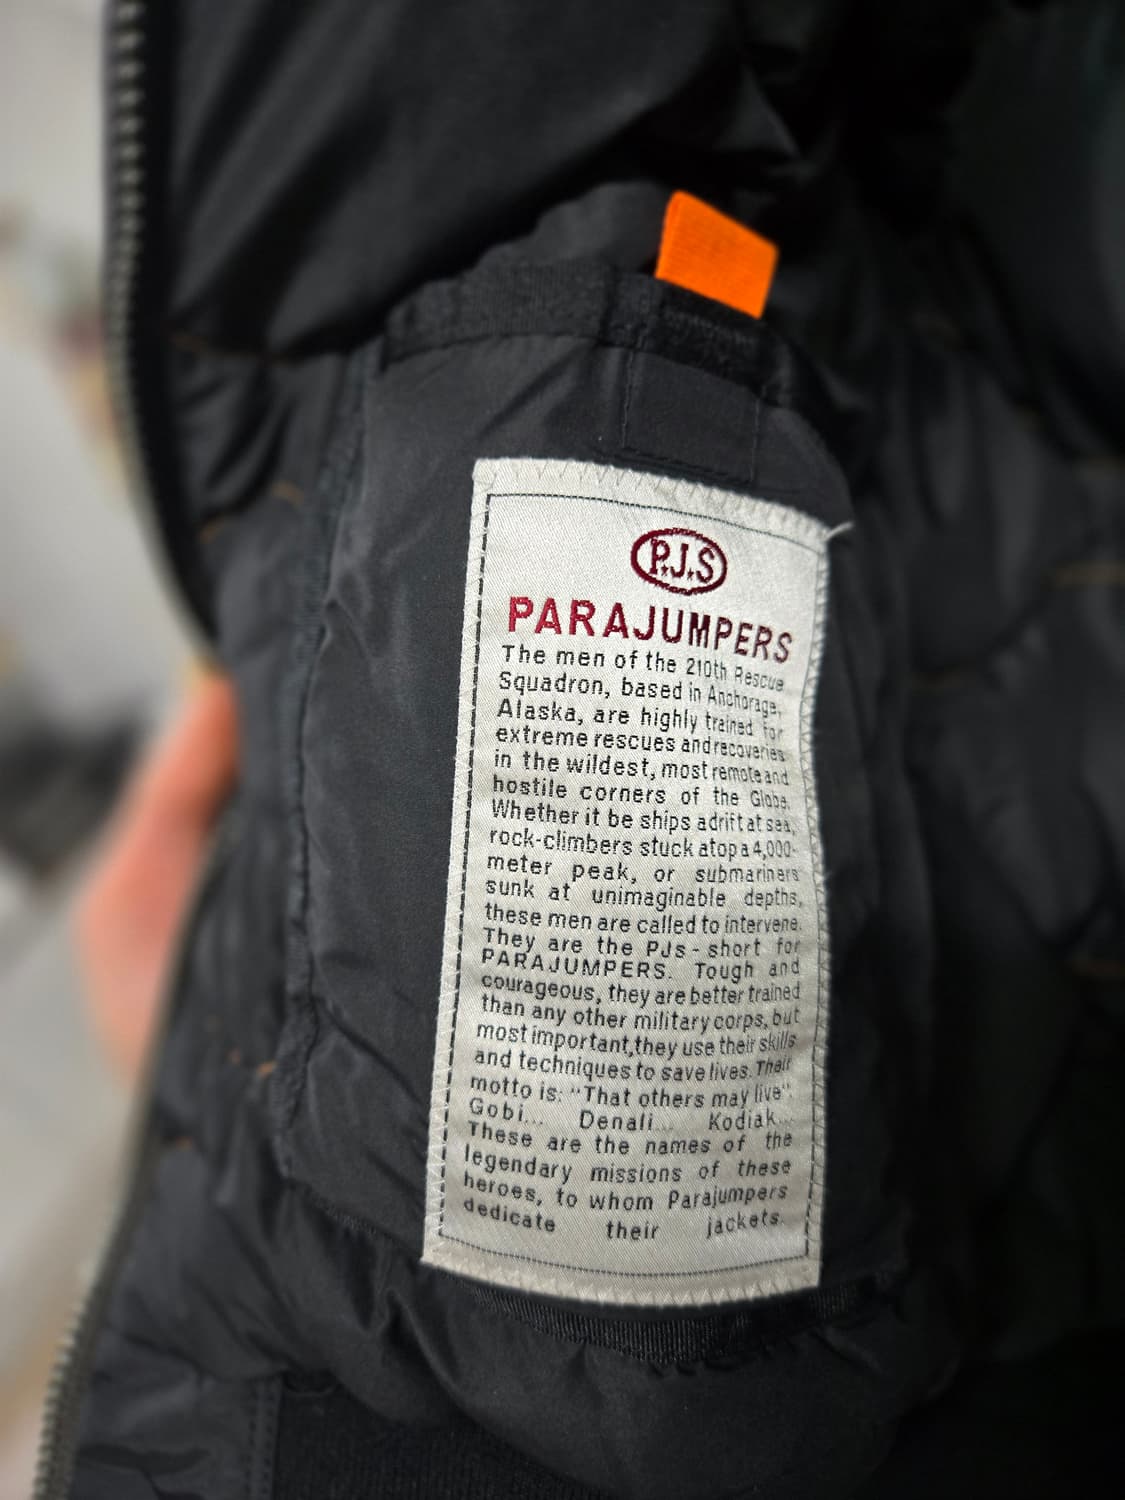 P.J.S
PARAJUMPERS
The men of the 210th Rescue
Squadron, based in Anchorage,
Alaska, are highly trained for
extreme rescues and recoveries
in the wildest, most remote and
hostile corners of the Globe.
Whether it be ships adrift at sea,
rock-climbers stuck atop a 4,000-
meter peak, or submariners
sunk at unimaginable depths,
these men are called to intervene.
They are the PJs - short for
PARAJUMPERS. Tough and
courageous, they are better trained
than any other military corps, but
most important,they use their skills
and techniques to save lives. Their
motto is: "That others may live".
Gobi... Denali... Kodiak...
These are the names of the
legendary missions of these
heroes, to whom Parajumpers
dedicate their jackets.